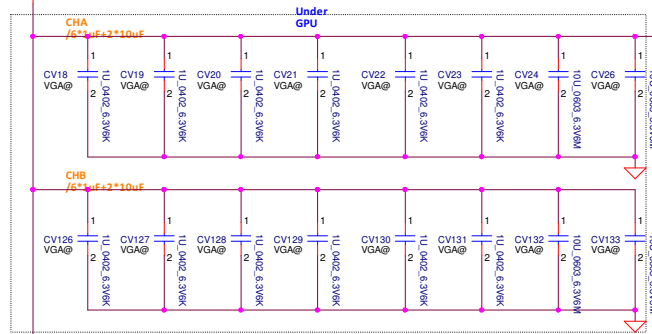 Under
GPU
CHA
/6*1uF+2*10uF
1 1 1 1 1 1 1 1
CV18 CV19 CV20 CV21 CV22 CV23 CV24 CV26
VGA@ VGA@ VGA@ VGA@ VGA@ VGA@ VGA@ VGA@
2 2 2 2 2 2 2 2
1U_0402_6.3V6K 1U_0402_6.3V6K 1U_0402_6.3V6K 1U_0402_6.3V6K 1U_0402_6.3V6K 1U_0402_6.3V6K 10U_0603_6.3V6M
CHB
/6*1uF+2*10uF
1 1 1 1 1 1 1 1
CV126 CV127 CV128 CV129 CV130 CV131 CV132 CV133
VGA@ VGA@ VGA@ VGA@ VGA@ VGA@ VGA@ VGA@
2 2 2 2 2 2 2 2
1U_0402_6.3V6K 1U_0402_6.3V6K 1U_0402_6.3V6K 1U_0402_6.3V6K 1U_0402_6.3V6K 1U_0402_6.3V6K 10U_0603_6.3V6M